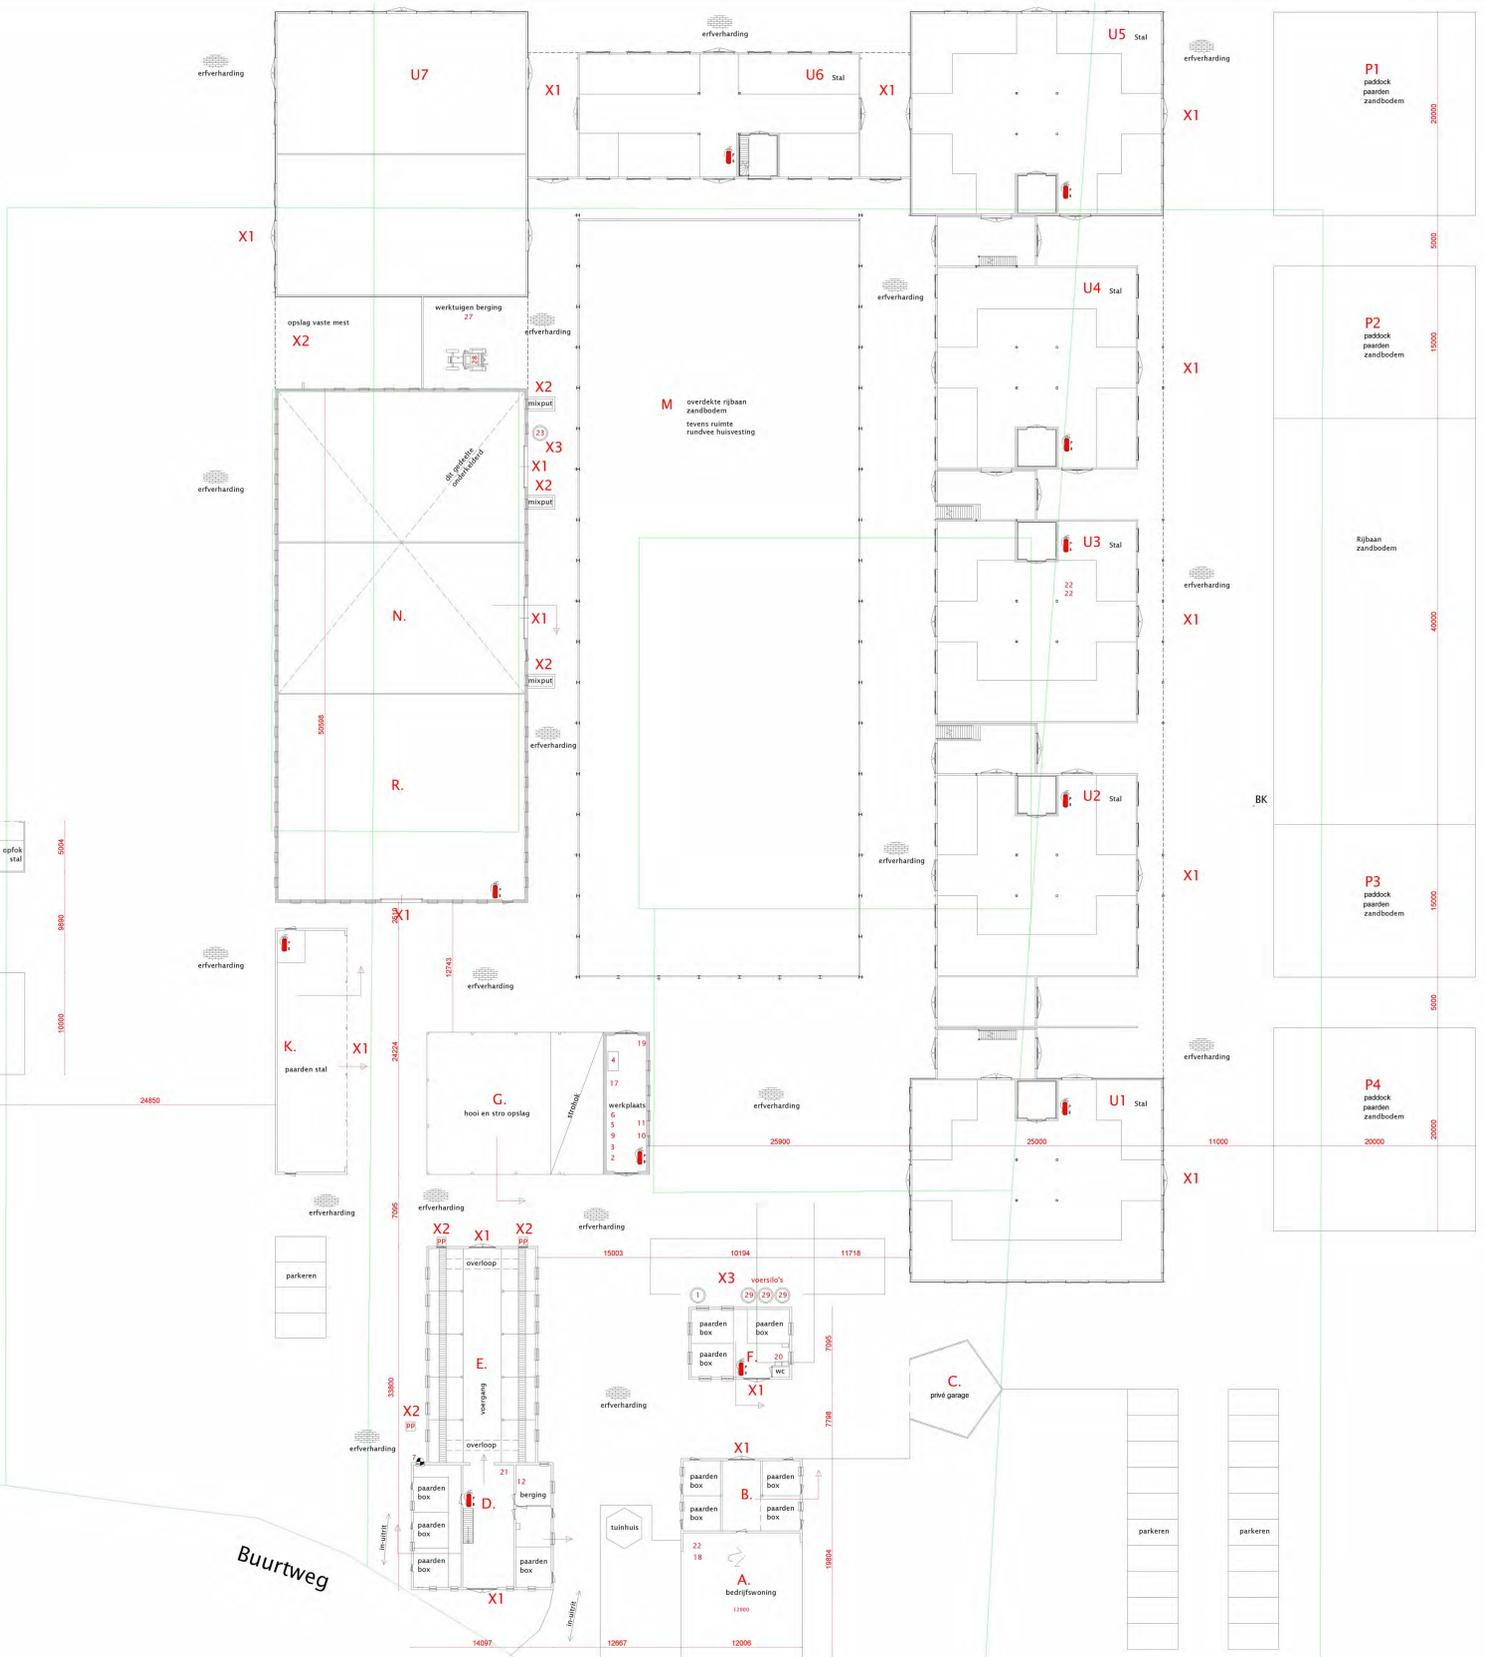 erfverharding
U7
X1
U6 Stal
X1
erfverharding
U5 Stal
X1
erfverharding
P1
paddock
paarden
zandbodem
20000
X1
5000
opslag vaste mest
X2
werktuigen berging
27
28
erfverharding
erfverharding
U4 Stal
X1
P2
paddock
paarden
zandbodem
15000
X2
mixput
23
X3
X1
X2
mixput
dit gedeelte
onderkelderd
erfverharding
M
overdekte rijbaan
zandbodem
tevens ruimte
rundvee huisvesting
U3 Stal
22
22
X1
erfverharding
Rijbaan
zandbodem
40000
N.
X1
X2
mixput
50598
erfverharding
R.
U2 Stal
X1
BK
erfverharding
P3
paddock
paarden
zandbodem
15000
5000
opfok
stal
5004
9890
10000
24850
X1
erfverharding
12743
erfverharding
24224
K.
paarden stal
X1
G.
hooi en stro opslag
strohok
19
4
17
werkplaats
6
5
9
3
2
11
10
erfverharding
25900
25000
11000
20000
20000
erfverharding
U1 Stal
X1
P4
paddock
paarden
zandbodem
erfverharding
7095
erfverharding
erfverharding
parkeren
X2
PP
X1
X2
PP
overloop
15003
10194
11718
X3 voersilo's
1
29
29
29
paarden
box
paarden
box
paarden
box
F.
20
wc
X1
7095
E.
voergang
33800
X2
PP
overloop
erfverharding
erfverharding
7798
C.
privé garage
7
21
12
berging
D.
paarden
box
paarden
box
paarden
box
paarden
box
X1
in-uitrit
in-uitrit
Buurtweg
X1
paarden
box
paarden
box
B.
paarden
box
paarden
box
tuinhuis
22
18
A.
bedrijfswoning
12000
19804
parkeren
parkeren
14097
12667
12006